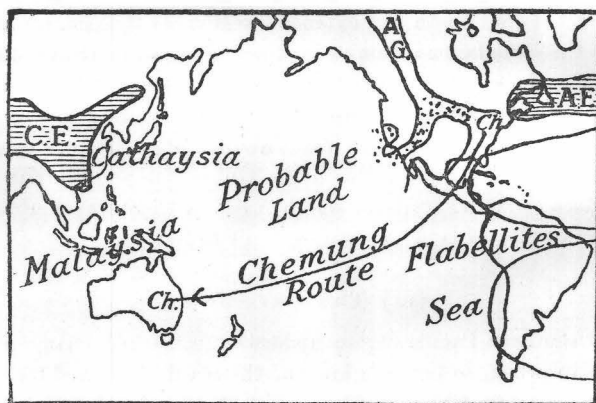 A
G.
Ch.
A.E.
C.E.
Cathaysia
Probable
Land
Malaysia
Chemung
Route
Flabellites
Ch.
Sea